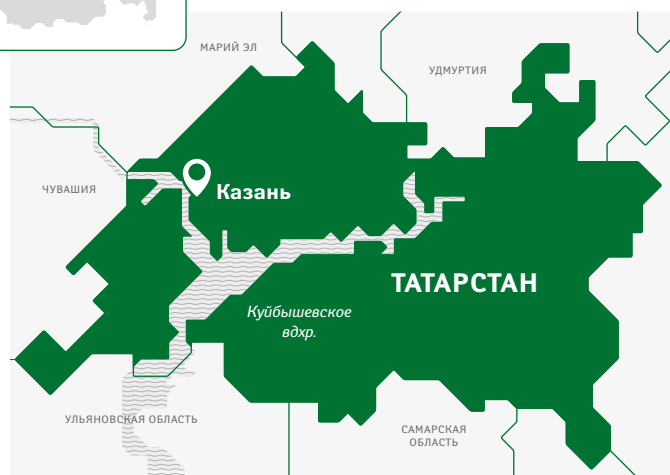 МАРИЙ ЭЛ
УДМУРТИЯ
ЧУВАШИЯ
Казань
ТАТАРСТАН
Куйбышевское
вдхр.
УЛЬЯНОВСКАЯ ОБЛАСТЬ
САМАРСКАЯ
ОБЛАСТЬ